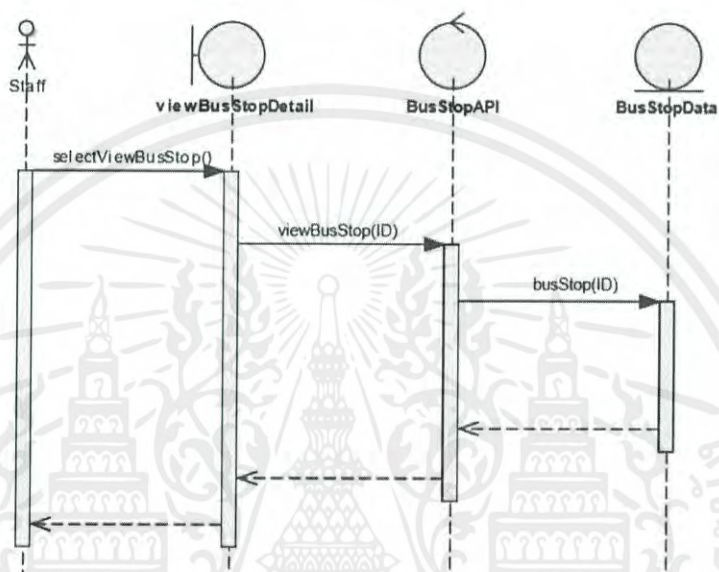 Staff
viewBusStopDetail
BusStopAPI
BusStopData
selectViewBusStop()
viewBusStop(ID)
busStop(ID)